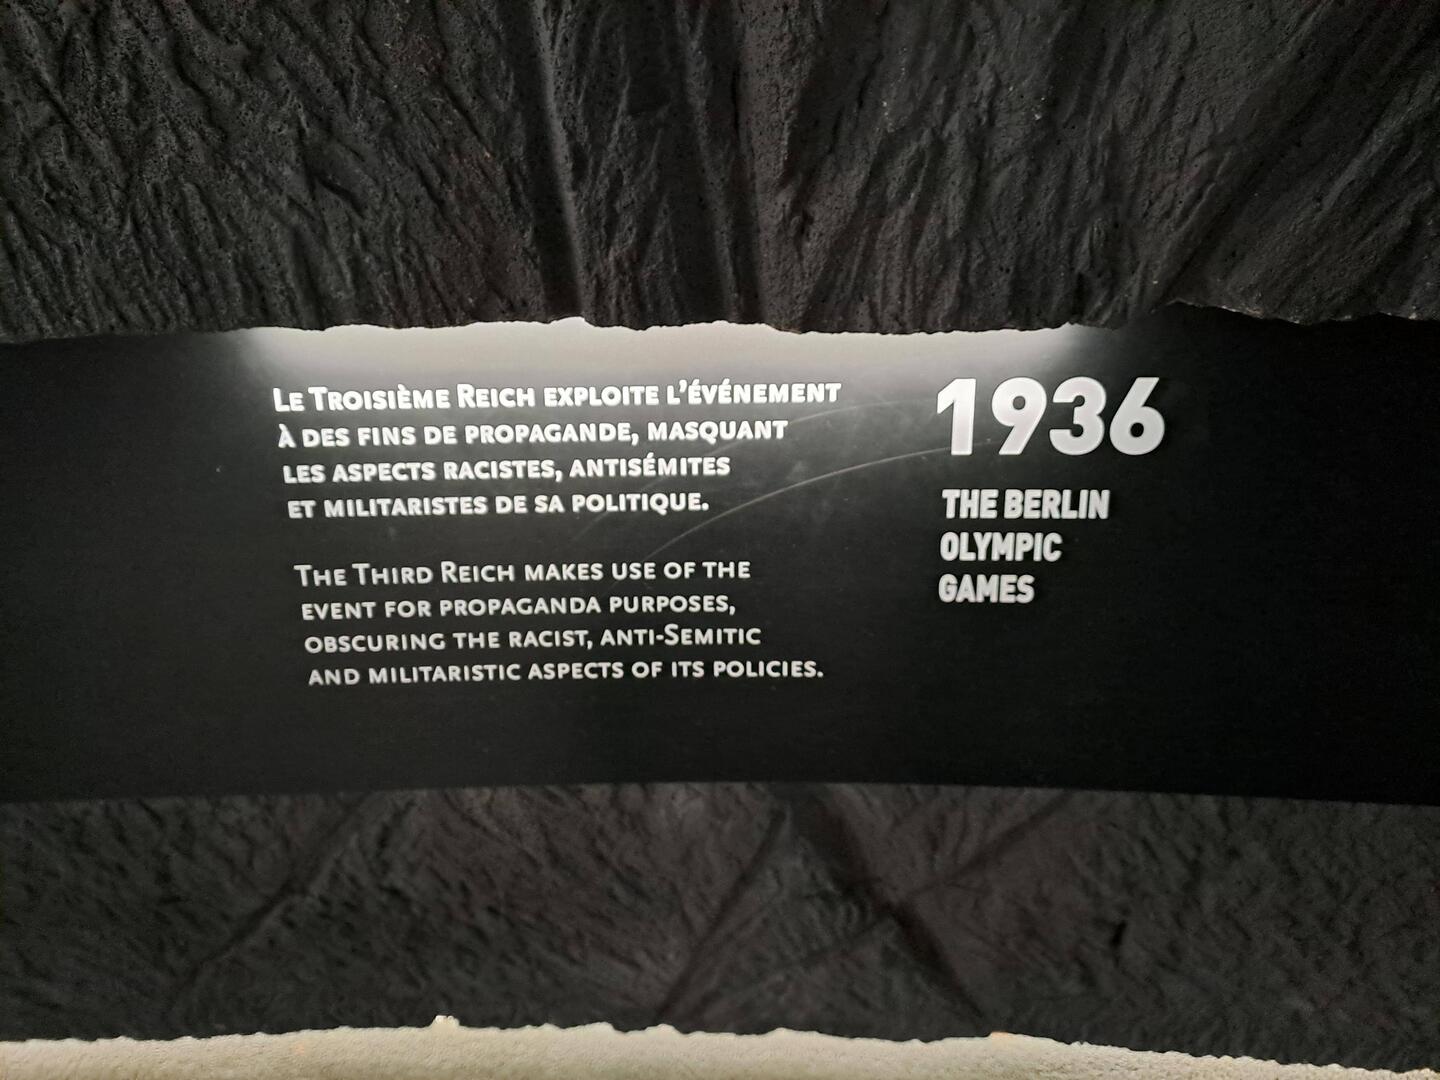 Le Troisième Reich exploite l'événement
à des fins de propagande, masquant
les aspects racistes, antisémites
et militaristes de sa politique.
The Third Reich makes use of the
event for propaganda purposes,
obscuring the racist, anti-Semitic
and militaristic aspects of its policies.
1936
THE BERLIN
OLYMPIC
GAMES